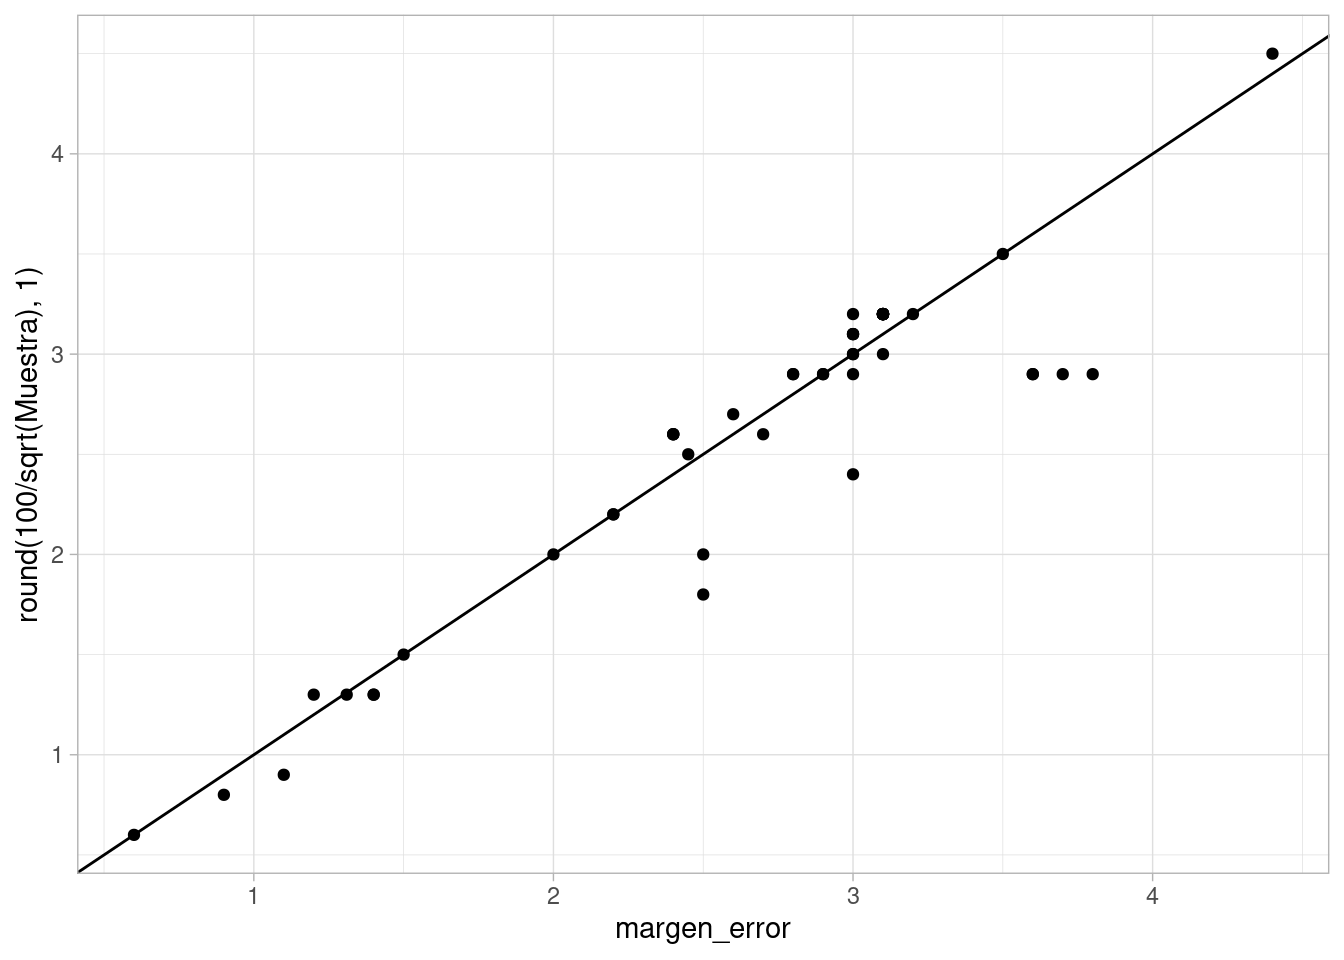 round(100/sqrt(Muestra), 1)
4
3
2
1
1 2 3 4
margen_error